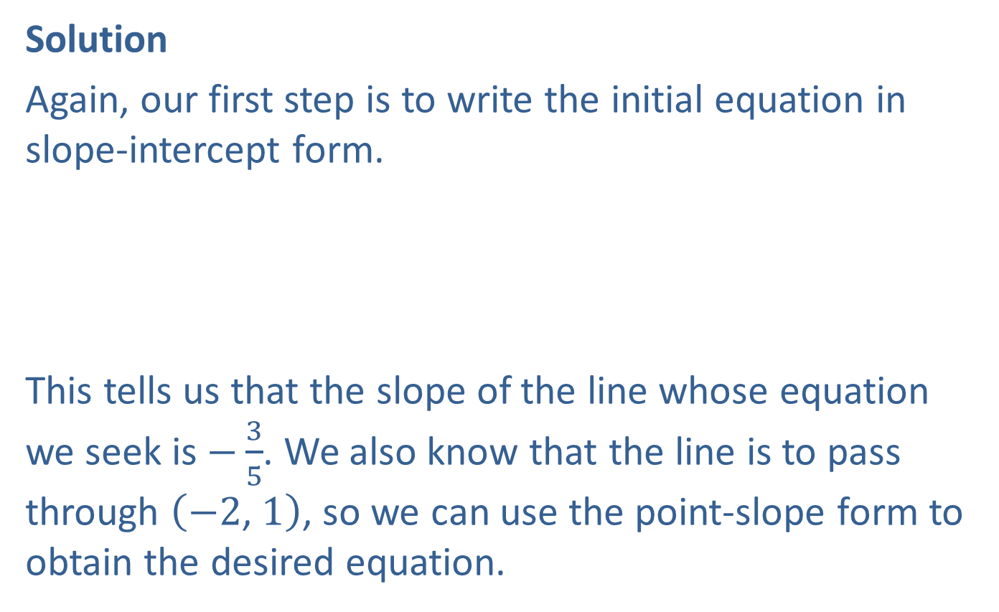 Solution
Again, our first step is to write the initial equation in
slope-intercept form.
This tells us that the slope of the line whose equation
we seek is −3/5. We also know that the line is to pass
through (−2, 1), so we can use the point-slope form to
obtain the desired equation.